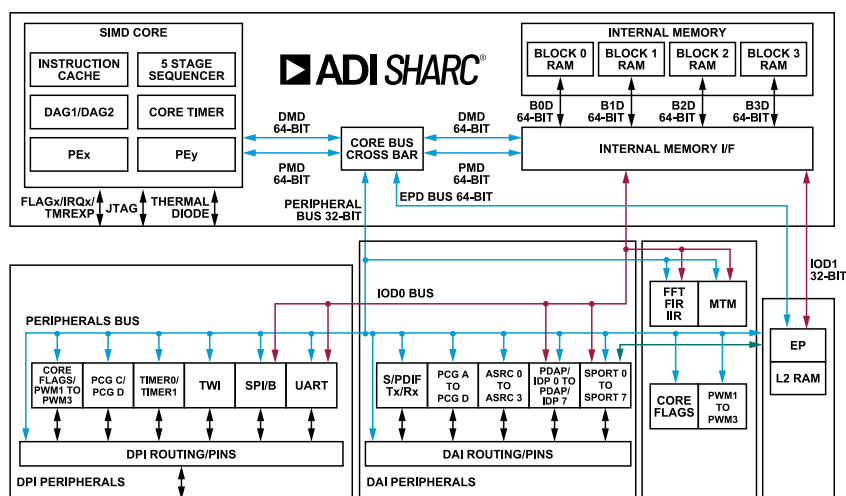 SIMD CORE
INSTRUCTION
CACHE
5 STAGE
SEQUENCER
DAG1/DAG2
CORE TIMER
PEx
PEy
FLAGx/IRQx/
TMREXP
JTAG
THERMAL
DIODE
ADI SHARC®
DMD
64-BIT
PMD
64-BIT
CORE BUS
CROSS BAR
DMD
64-BIT
PMD
64-BIT
PERIPHERAL
BUS 32-BIT
EPD BUS 64-BIT
INTERNAL MEMORY
BLOCK 0
RAM
BLOCK 1
RAM
BLOCK 2
RAM
BLOCK 3
RAM
B0D
64-BIT
B1D
64-BIT
B2D
64-BIT
B3D
64-BIT
INTERNAL MEMORY I/F
IOD1
32-BIT
IOD0 BUS
PERIPHERALS BUS
CORE
FLAGS/
PWM1 TO
PWM3
PCG C/
PCG D
TIMER0/
TIMER1
TWI
SPI/B
UART
DPI ROUTING/PINS
DPI PERIPHERALS
S/PDIF
Tx/Rx
PCG A
TO
PCG D
ASRC 0
TO
ASRC 3
PDAP/
IDP 0 TO
PDAP/
IDP 7
SPORT 0
TO
SPORT 7
DAI ROUTING/PINS
DAI PERIPHERALS
FFT
FIR
IIR
MTM
CORE
FLAGS
PWM1
TO
PWM3
EP
L2 RAM